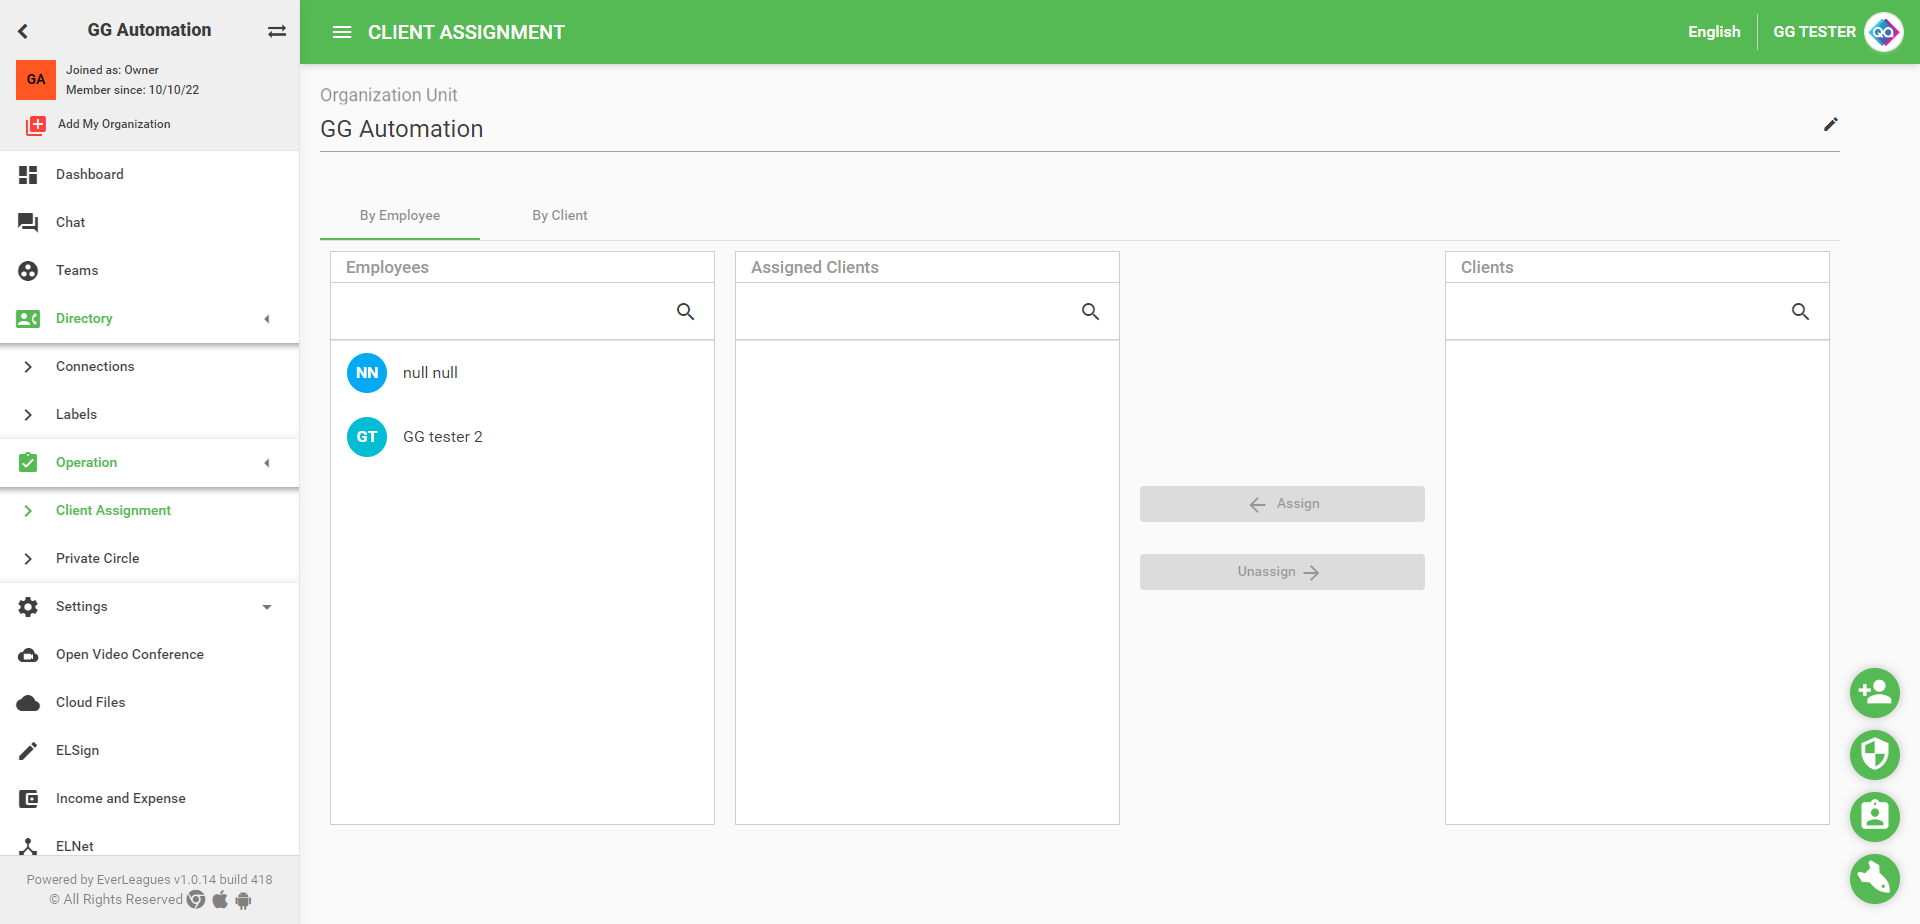 GG Automation
GA
Joined as: Owner
Member since: 10/10/22
Add My Organization
Dashboard
Chat
Teams
Directory
Connections
Labels
Operation
Client Assignment
Private Circle
Settings
Open Video Conference
Cloud Files
ELSign
Income and Expense
ELNet
Powered by EverLeagues v1.0.14 build 418
© All Rights Reserved
CLIENT ASSIGNMENT
English
GG TESTER
QA
Organization Unit
GG Automation
By Employee
By Client
Employees
NN
null null
GT
GG tester 2
Assigned Clients
Assign
Unassign
Clients